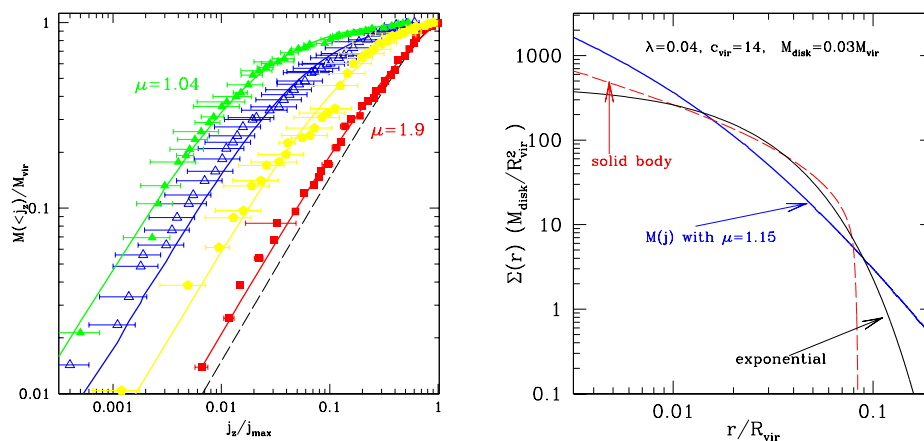 1
0.1
0.01
M(<j_z)/M_vir
μ=1.04
μ=1.9
0.001
0.01
0.1
1
j_z/j_max
1000
100
10
1
0.1
Σ(r) (M_disk/R²_vir)
λ=0.04, c_vir=14, M_disk=0.03M_vir
solid body
M(j) with μ=1.15
exponential
0.01
0.1
r/R_vir